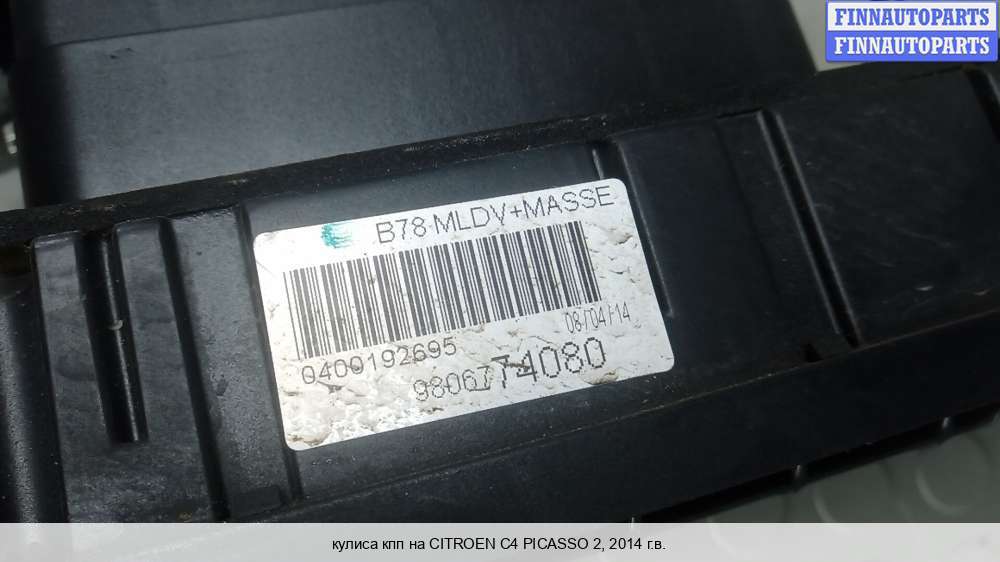 FINNAUTOPARTS
FINNAUTOPARTS
B78 MLDV+MASSE
08/04/14
0400192695
9806774080
кулиса кпп на CITROEN C4 PICASSO 2, 2014 г.в.